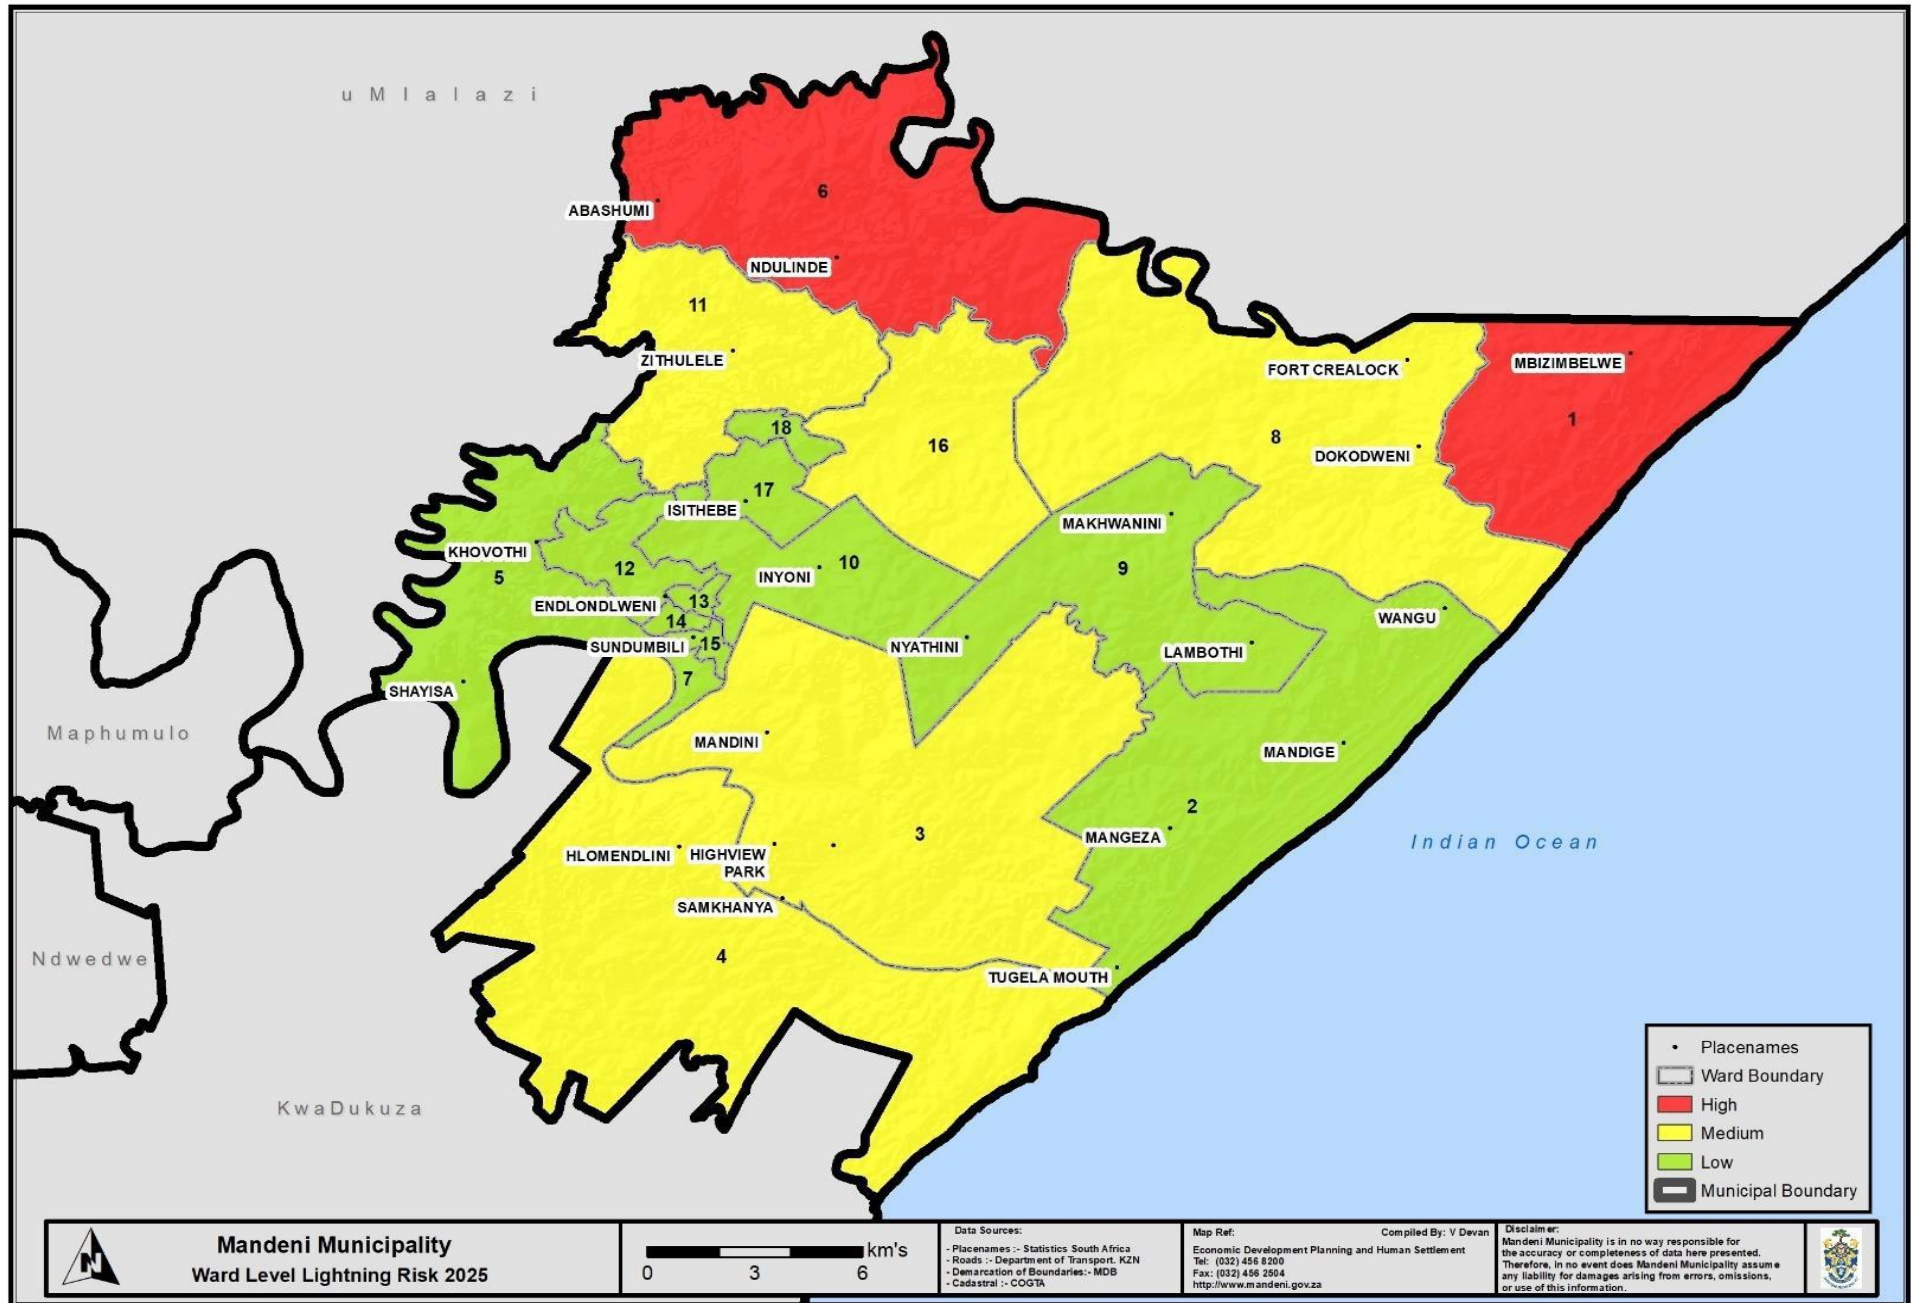 uMlalazi
6
ABASHUMI
NDULINDE
11
ZITHULELE
FORT CREALOCK
MBIZIMBELWE
1
18
16
8
DOKODWENI
17
ISITHEBE
MAKHWANINI
KHOVOTHI
5
12
INYONI
10
9
ENDLONDLWENI
13
14
WANGU
SUNDUMBILI
15
NYATHINI
LAMBOTHI
7
SHAYISA
Maphumulo
MANDINI
MANDIGE
2
MANGEZA
3
Indian Ocean
HLOMENDLINI
HIGHVIEW
PARK
SAMKHANYA
4
Ndwedwe
TUGELA MOUTH
KwaDukuza
Placenames
Ward Boundary
High
Medium
Low
Municipal Boundary
N
Mandeni Municipality
Ward Level Lightning Risk 2025
km's
0 3 6
Data Sources:
- Placenames :- Statistics South Africa
- Roads :- Department of Transport. KZN
- Demarcation of Boundaries:- MDB
- Cadastral :- COGTA
Map Ref: Compiled By: V Devan
Economic Development Planning and Human Settlement
Tel: (032) 456 8200
Fax: (032) 456 2504
http://www.mandeni.gov.za
Disclaimer:
Mandeni Municipality is in no way responsible for
the accuracy or completeness of data here presented.
Therefore, in no event does Mandeni Municipality assume
any liability for damages arising from errors, omissions,
or use of this information.